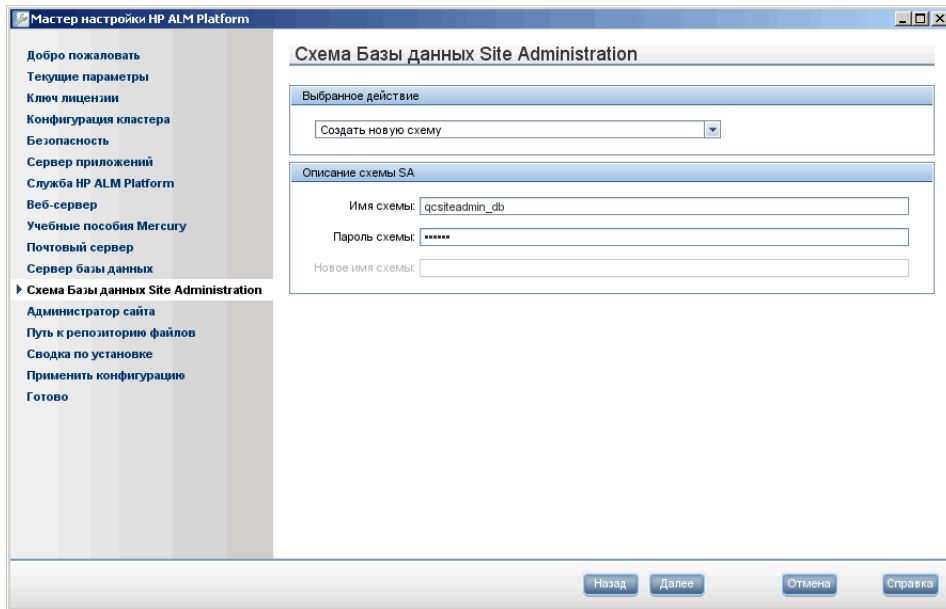 Мастер настройки HP ALM Platform
Добро пожаловать
Текущие параметры
Ключ лицензии
Конфигурация кластера
Безопасность
Сервер приложений
Служба HP ALM Platform
Веб-сервер
Учебные пособия Mercury
Почтовый сервер
Сервер базы данных
Схема Базы данных Site Administration
Администратор сайта
Путь к репозиторию файлов
Сводка по установке
Применить конфигурацию
Готово
Схема Базы данных Site Administration
Выбранное действие
Создать новую схему
Описание схемы SA
Имя схемы: qcsiteadmin_db
Пароль схемы: ••••••
Новое имя схемы:
Назад Далее Отмена Справка